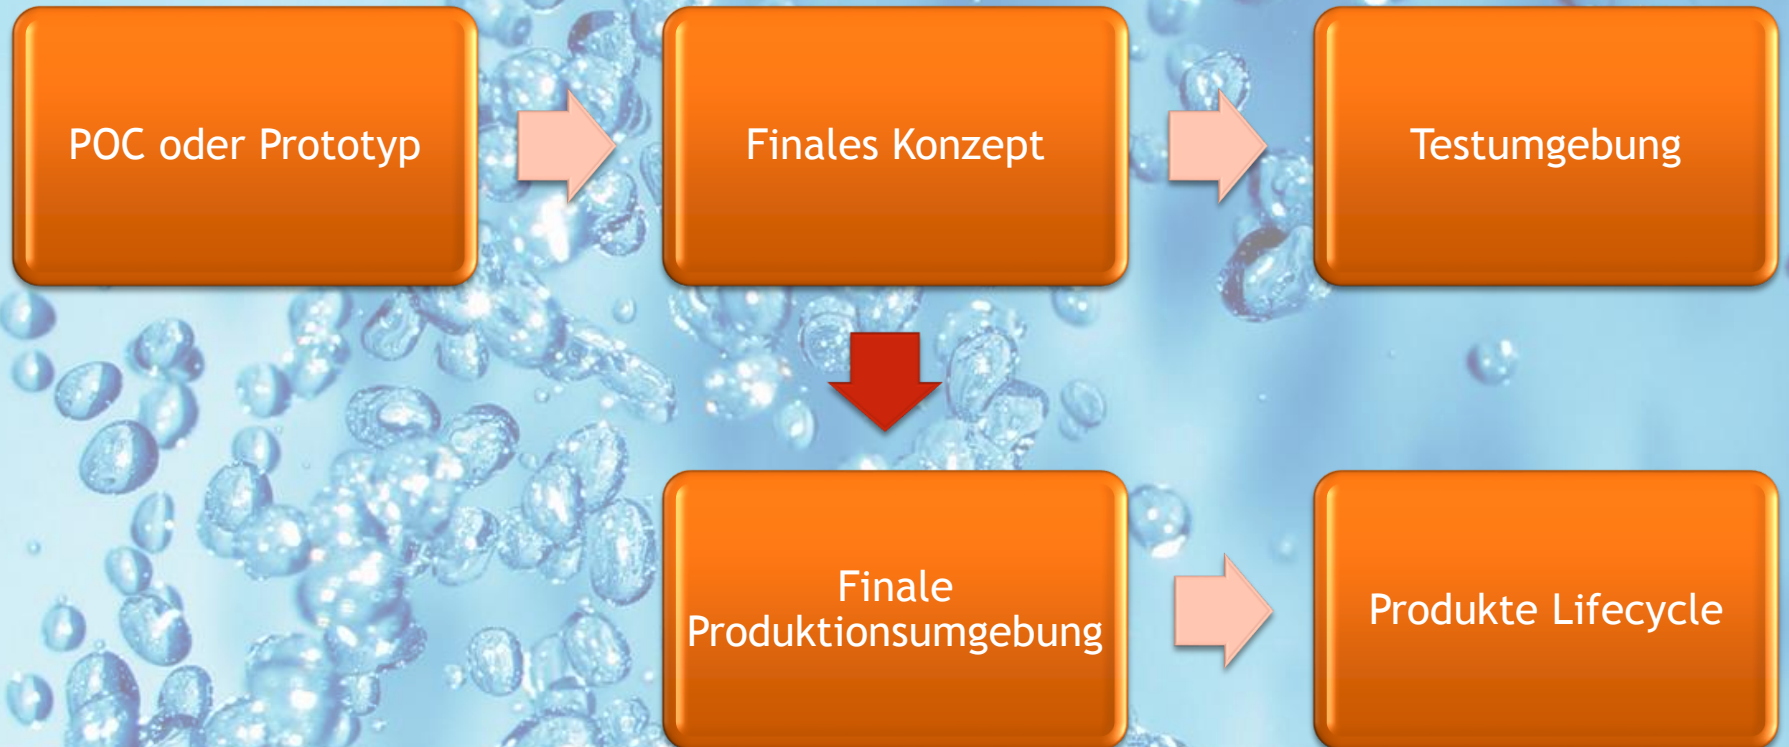 POC oder Prototyp
Finales Konzept
Testumgebung
Finale
Produktionsumgebung
Produkte Lifecycle